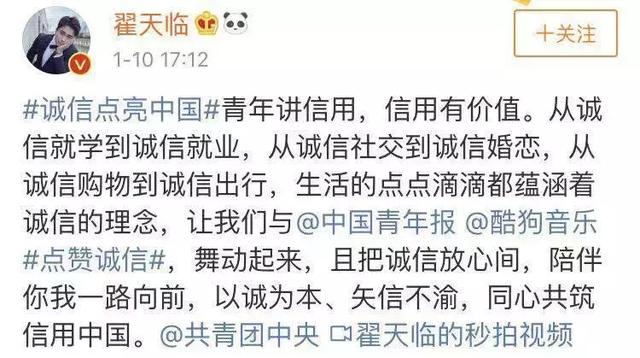 翟天临
1-10 17:12
十关注
#诚信点亮中国#青年讲信用，信用有价值。从诚
信就学到诚信就业，从诚信社交到诚信婚恋，从
诚信购物到诚信出行，生活的点点滴滴都蕴涵着
诚信的理念，让我们与@中国青年报 @酷狗音乐
#点赞诚信#，舞动起来，且把诚信放心间，陪伴
你我一路向前，以诚为本、矢信不渝，同心共筑
信用中国。@共青团中央 翟天临的秒拍视频